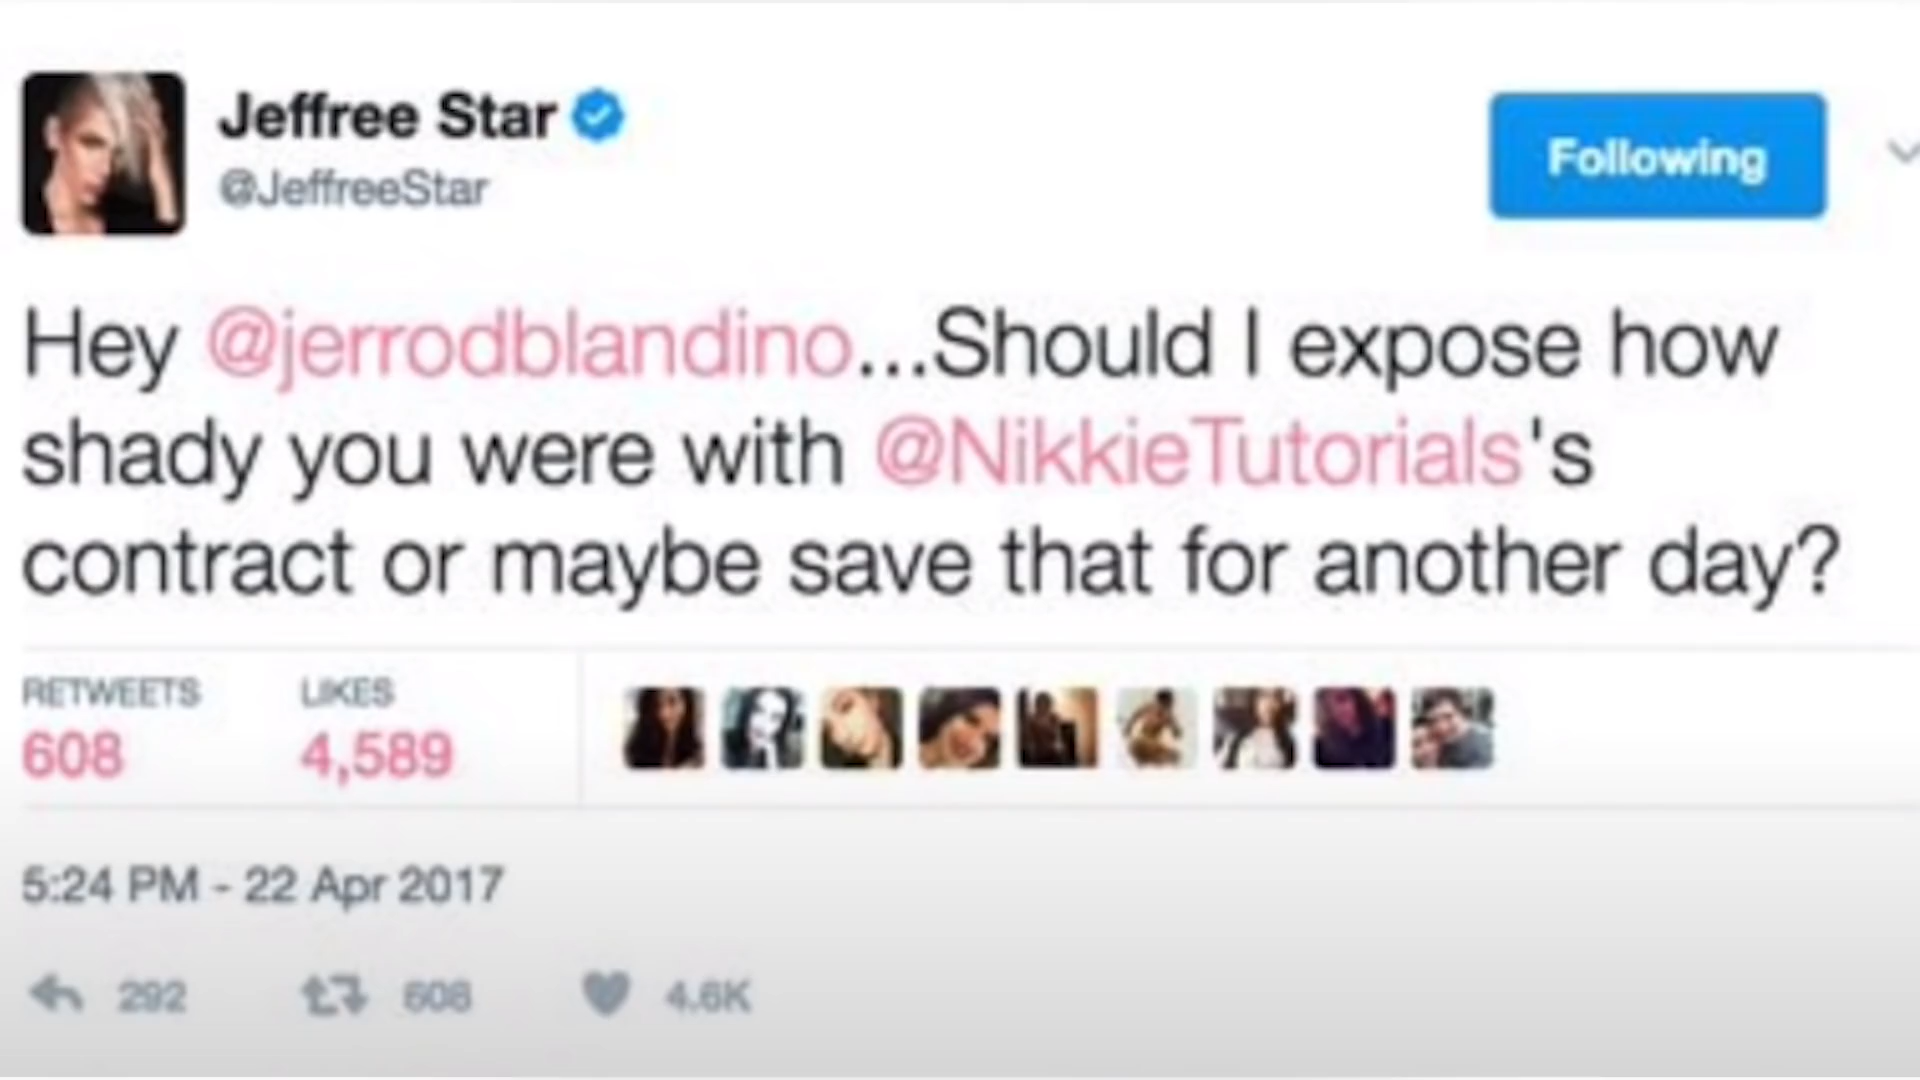 Jeffree Star
@JeffreeStar
Following
Hey @jerrodblandino...Should I expose how
shady you were with @NikkieTutorials's
contract or maybe save that for another day?
RETWEETS LIKES
608 4,589
5:24 PM - 22 Apr 2017
292 608 4.6K